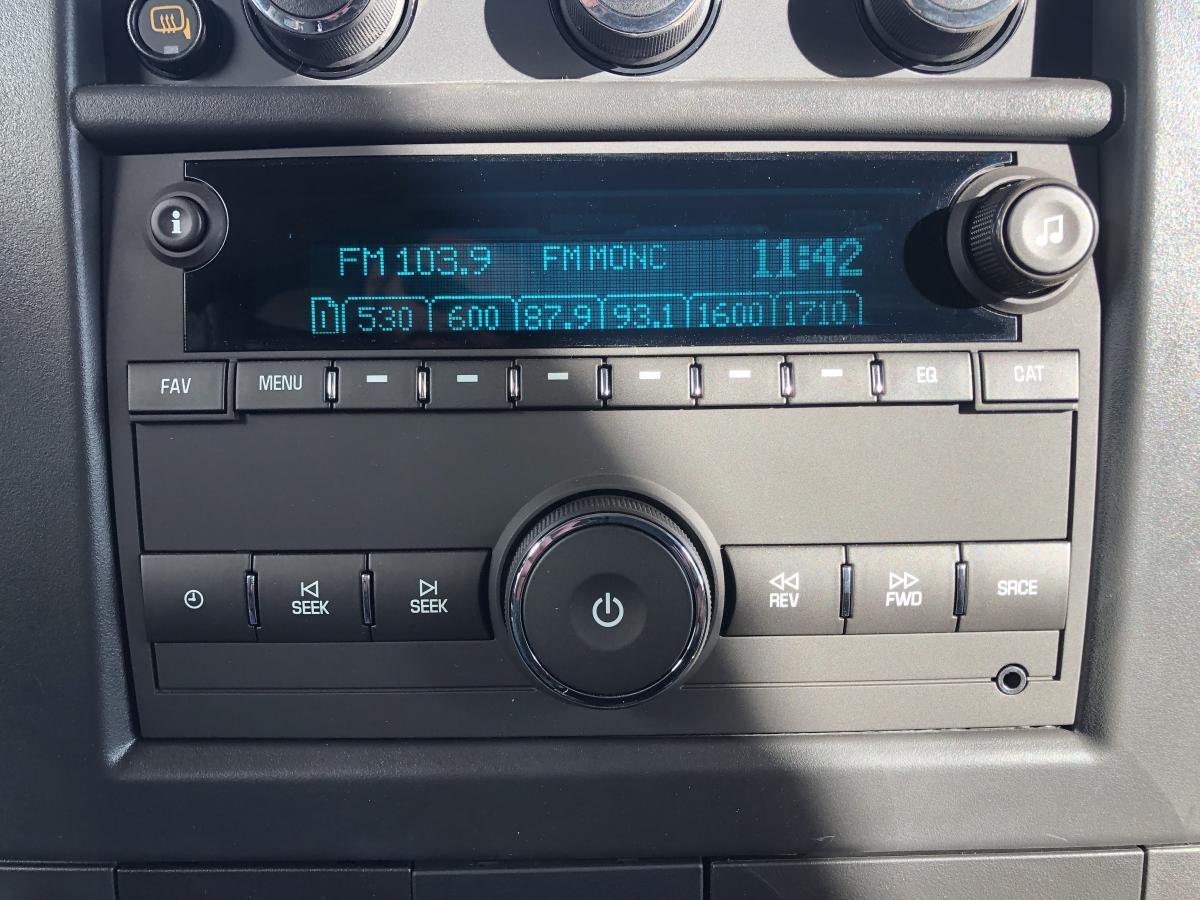 i
FM 103.9 FM MONO 11:42
1 530 600 87.9 93.1 1600 1710
FAV MENU EQ CAT
SEEK SEEK REV FWD SRCE